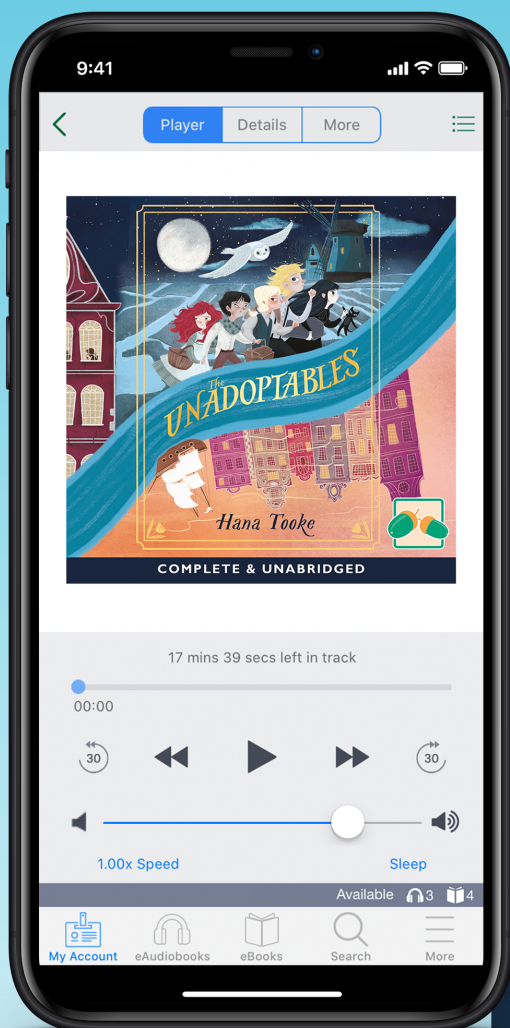 9:41
Player Details More
The
UNADOPTABLES
Hana Tooke
COMPLETE & UNABRIDGED
17 mins 39 secs left in track
00:00
30 30
1.00x Speed Sleep
Available 3 4
My Account eAudiobooks eBooks Search More